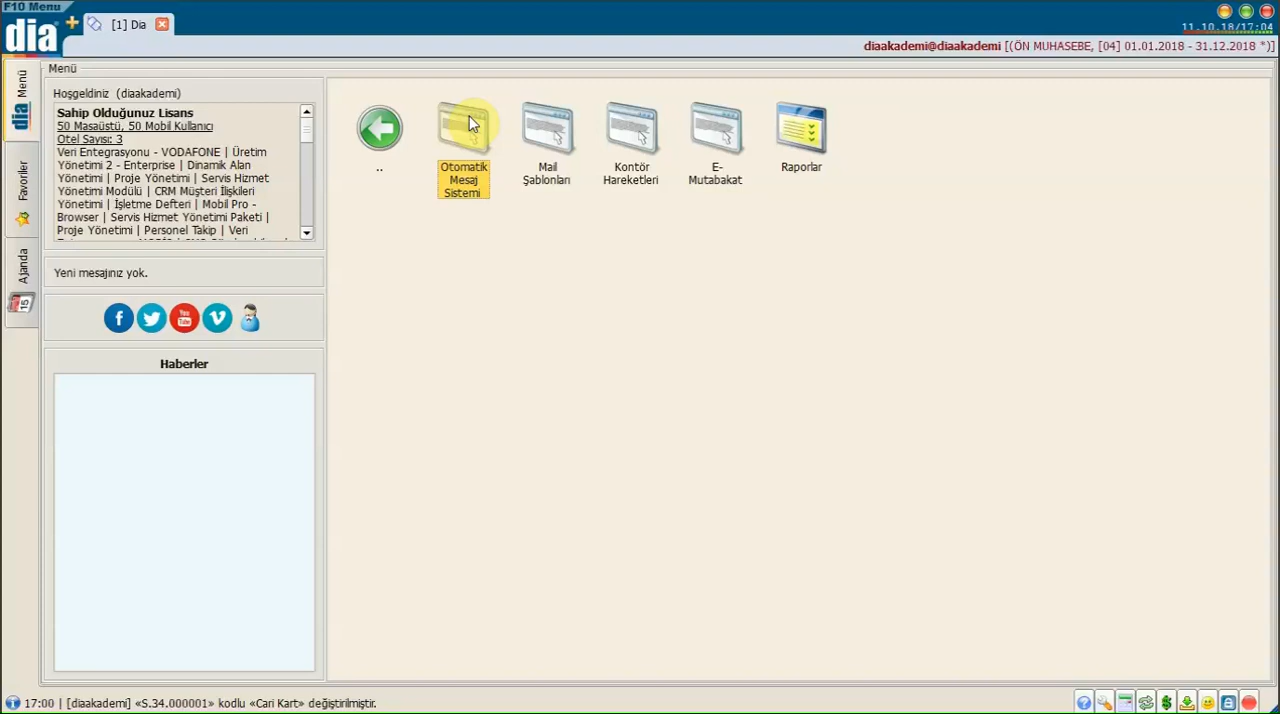 F10 Menu
dia
[1] Dia
11.10.18/17:04
diaakademi@diaakademi [(ÖN MUHASEBE, [04] 01.01.2018 - 31.12.2018 *)]
Menü
Favoriler
Ajanda
15
Menü
Hoşgeldiniz (diaakademi)
Sahip Olduğunuz Lisans
50 Masaüstü, 50 Mobil Kullanıcı
Otel Sayısı: 3
Veri Entegrasyonu - VODAFONE | Üretim
Yönetimi 2 - Enterprise | Dinamik Alan
Yönetimi | Proje Yönetimi | Servis Hizmet
Yönetimi Modülü | CRM Müşteri İlişkileri
Yönetimi | İşletme Defteri | Mobil Pro -
Browser | Servis Hizmet Yönetimi Paketi |
Proje Yönetimi | Personel Takip | Veri
Yeni mesajınız yok.
Haberler
..
Otomatik
Mesaj
Sistemi
Mail
Şablonları
Kontör
Hareketleri
E-
Mutabakat
Raporlar
17:00 | [diaakademi] «S.34.000001» kodlu «Cari Kart» değiştirilmiştir.